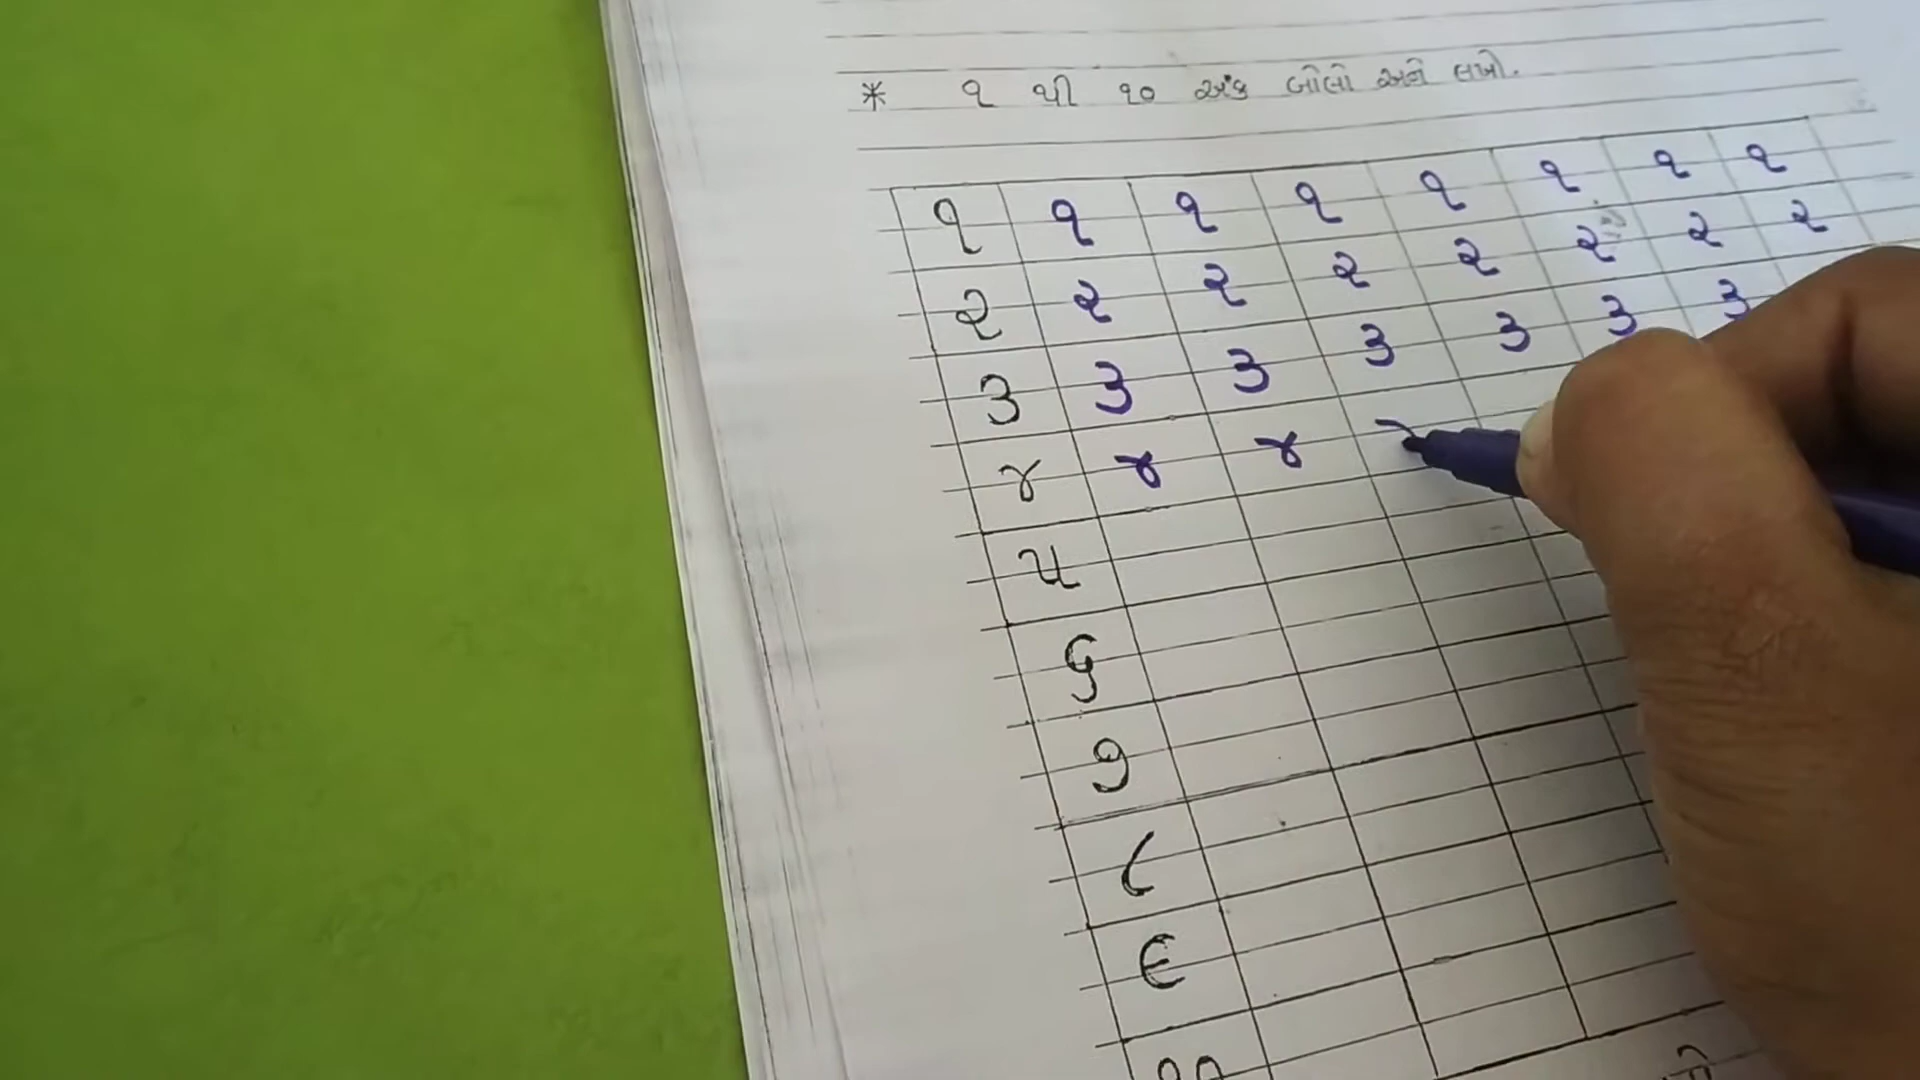 * ૧ થી ૧૦ અંક બોલો અને લખો.
૧ ૧ ૧ ૧ ૧ ૧ ૧ ૧
૨ ૨ ૨ ૨ ૨ ૨ ૨ ૨
૩ ૩ ૩ ૩ ૩ ૩ ૩
૪ ૪ ૪
૫
૬
૭
૮
૯
૧૦